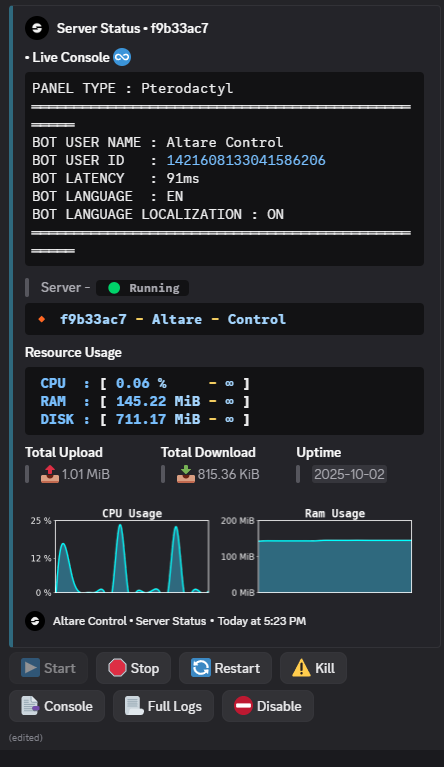 Server Status • f9b33ac7
• Live Console
PANEL TYPE : Pterodactyl
══════════════════════════════════════════════
═════
BOT USER NAME : Altare Control
BOT USER ID   : 1421608133041586206
BOT LATENCY   : 91ms
BOT LANGUAGE  : EN
BOT LANGUAGE LOCALIZATION : ON
══════════════════════════════════════════════
═════
Server - Running
f9b33ac7 - Altare - Control
Resource Usage
CPU  : [ 0.06 %     - ∞ ]
RAM  : [ 145.22 MiB - ∞ ]
DISK : [ 711.17 MiB - ∞ ]
Total Upload Total Download Uptime
1.01 MiB 815.36 KiB 2025-10-02
CPU Usage
25 %
12 %
0 %
Ram Usage
200 MiB
100 MiB
0 MiB
Altare Control • Server Status • Today at 5:23 PM
Start Stop Restart Kill
Console Full Logs Disable
(edited)